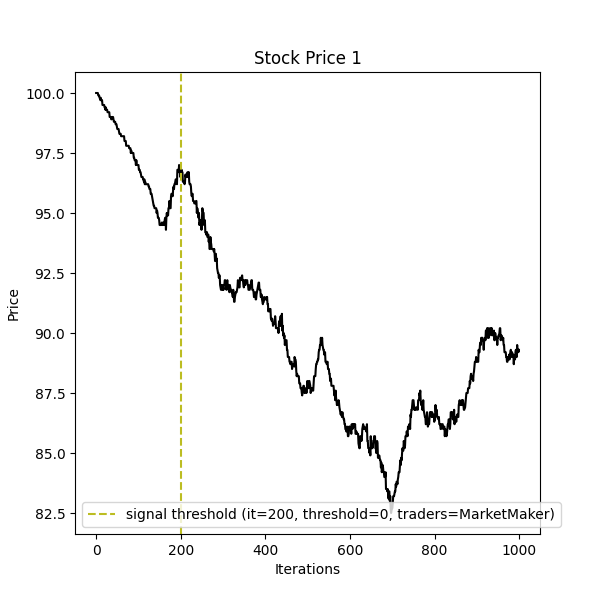 Stock Price 1
100.0
97.5
95.0
92.5
90.0
87.5
85.0
82.5
Price
signal threshold (it=200, threshold=0, traders=MarketMaker)
0 200 400 600 800 1000
Iterations